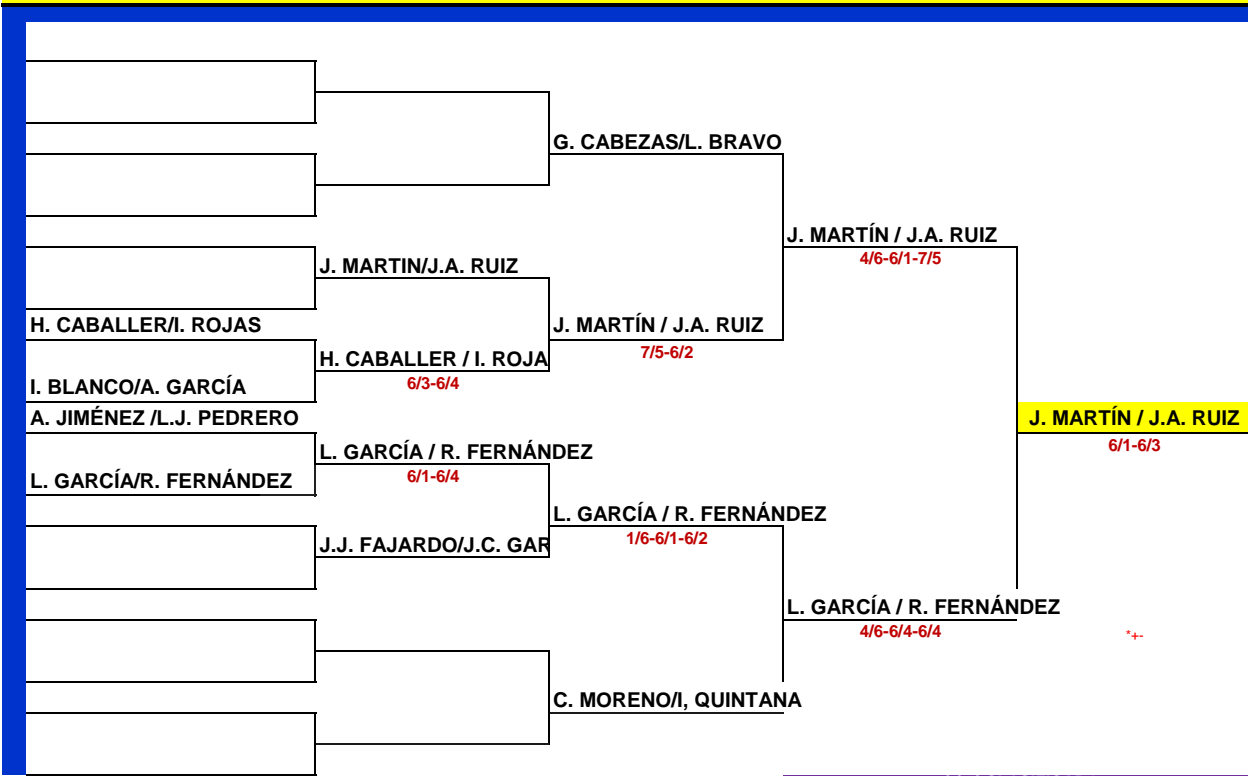 G. CABEZAS/L. BRAVO
J. MARTÍN / J.A. RUIZ
4/6-6/1-7/5
J. MARTIN/J.A. RUIZ
H. CABALLER/I. ROJAS
J. MARTÍN / J.A. RUIZ
7/5-6/2
H. CABALLER / I. ROJA
6/3-6/4
I. BLANCO/A. GARCÍA
A. JIMÉNEZ /L.J. PEDRERO
J. MARTÍN / J.A. RUIZ
6/1-6/3
L. GARCÍA / R. FERNÁNDEZ
6/1-6/4
L. GARCÍA/R. FERNÁNDEZ
L. GARCÍA / R. FERNÁNDEZ
1/6-6/1-6/2
J.J. FAJARDO/J.C. GAR
L. GARCÍA / R. FERNÁNDEZ
4/6-6/4-6/4
*+-
C. MORENO/I, QUINTANA